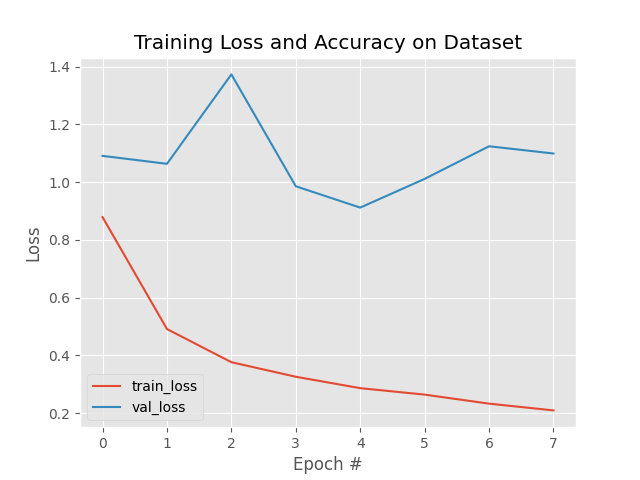 Training Loss and Accuracy on Dataset
1.4
1.2
1.0
0.8
0.6
0.4
0.2
Loss
train_loss
val_loss
0 1 2 3 4 5 6 7
Epoch #